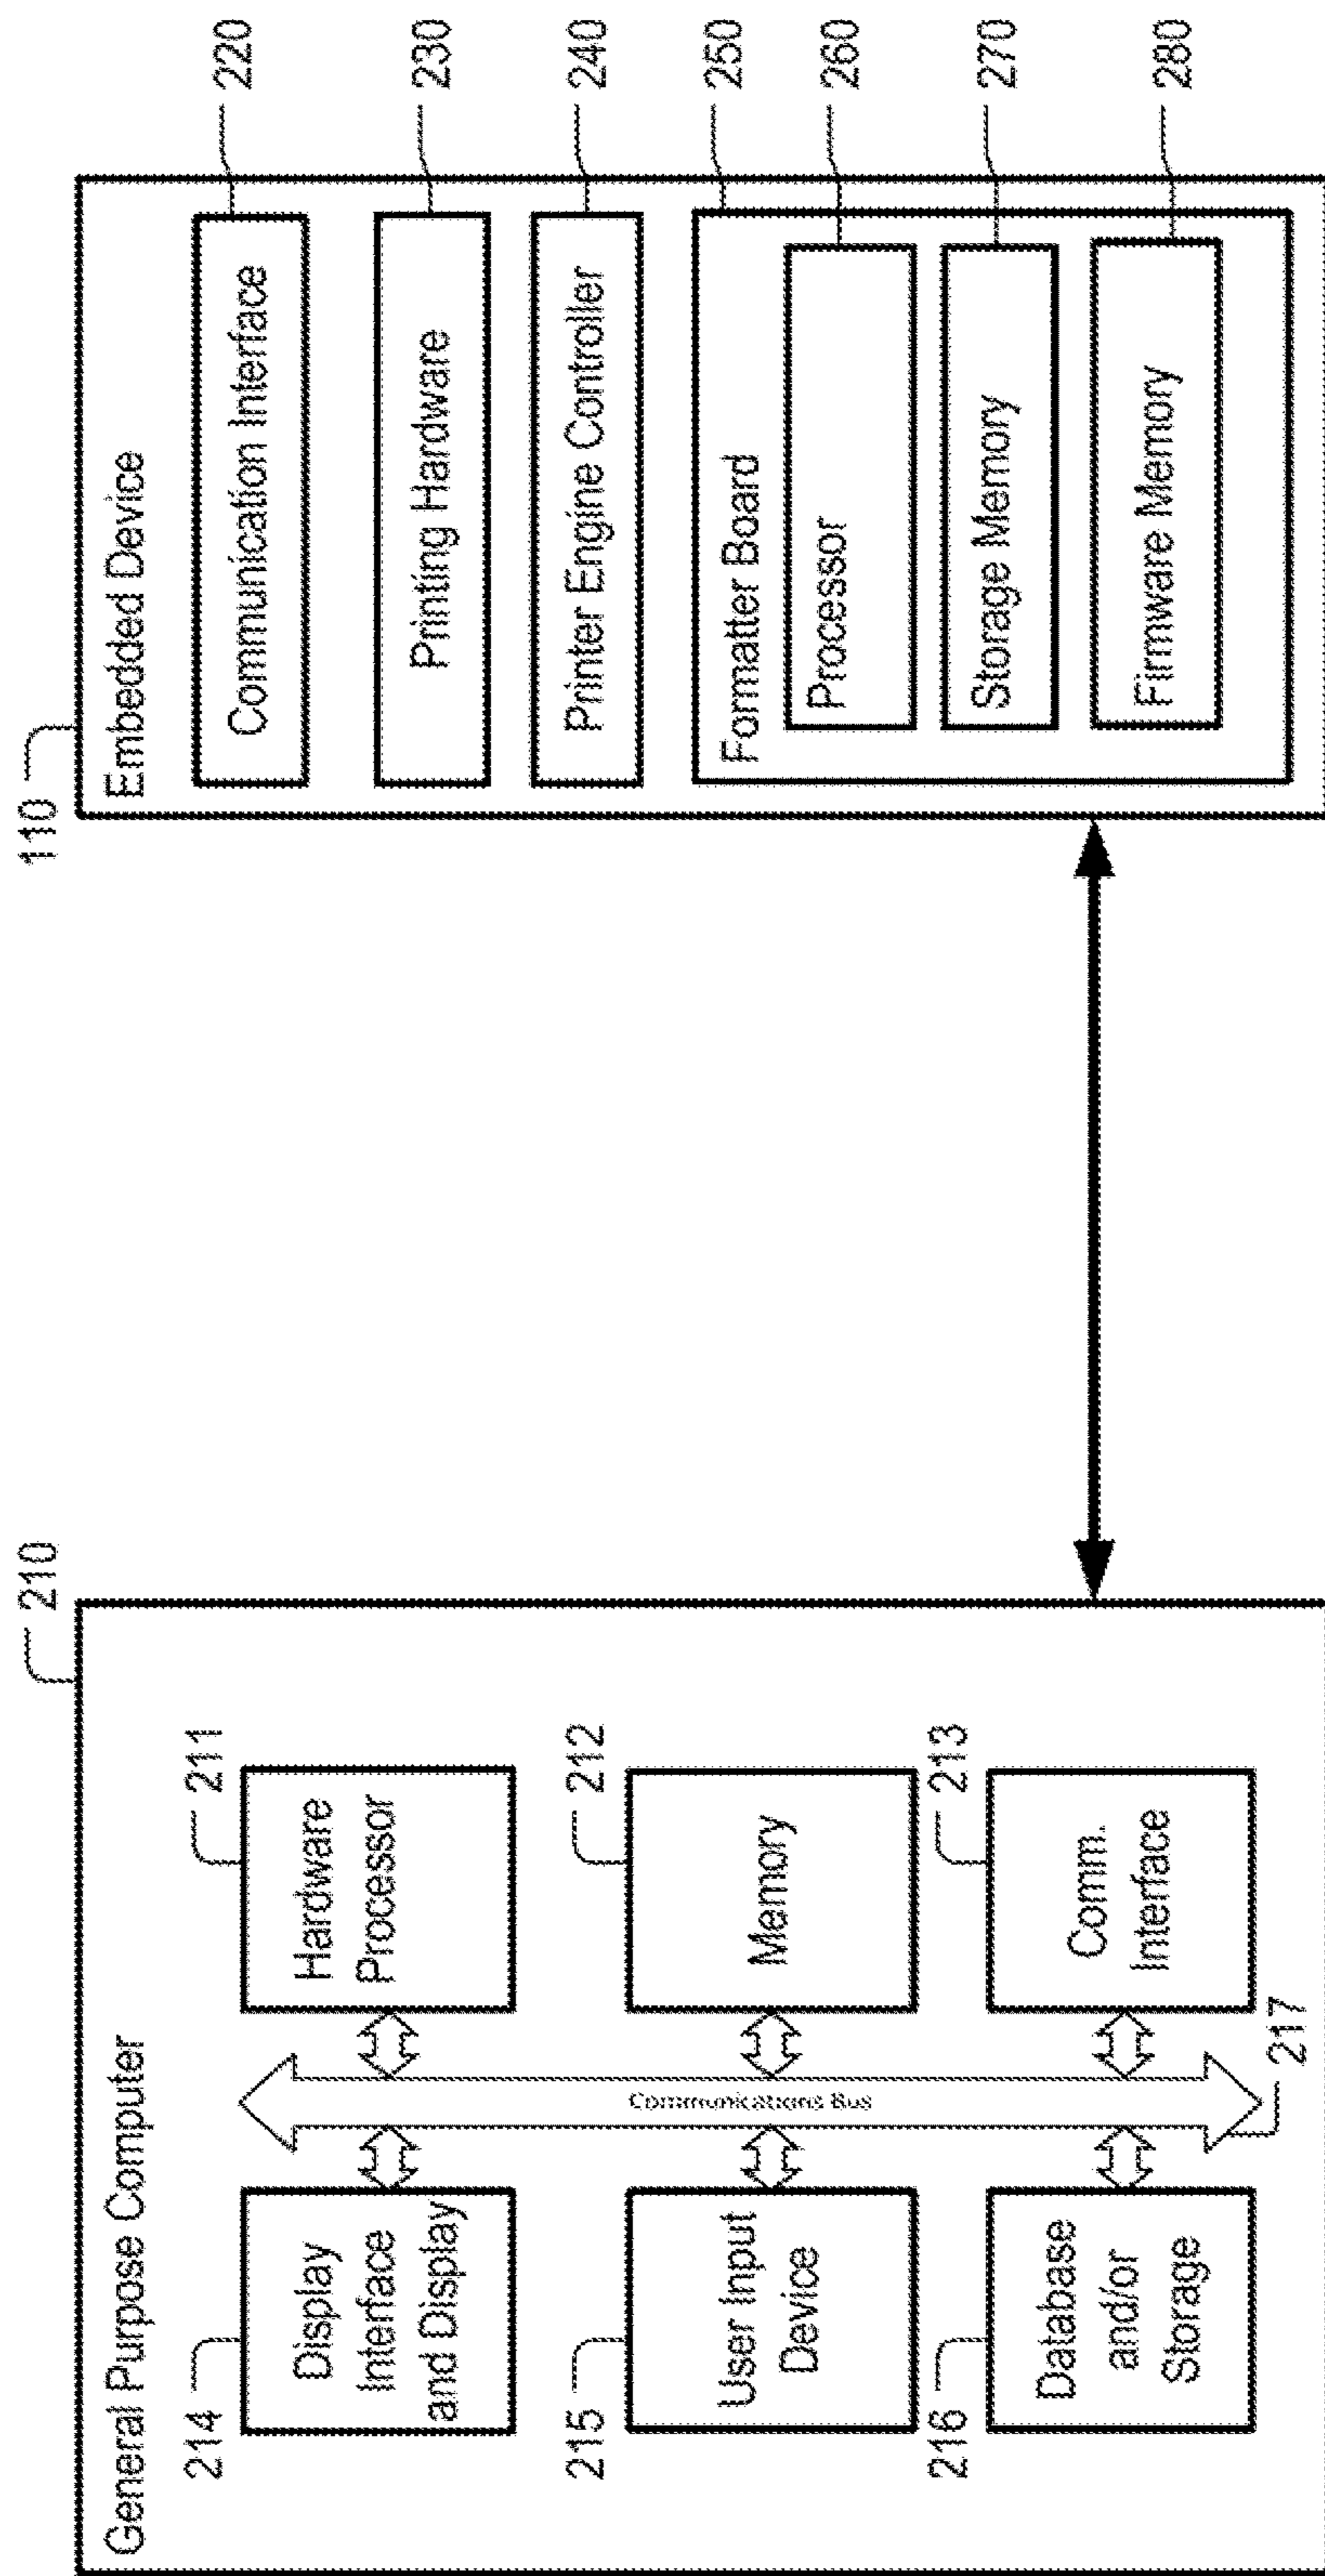 210
General Purpose Computer
214
Display
Interface
and Display
211
Hardware
Processor
215
User Input
Device
212
Memory
216
Database
and/or
Storage
213
Comm.
Interface
Communications Bus
217
110
Embedded Device
Communication Interface
220
Printing Hardware
230
Printer Engine Controller
240
Formatter Board
250
Processor
260
Storage Memory
270
Firmware Memory
280